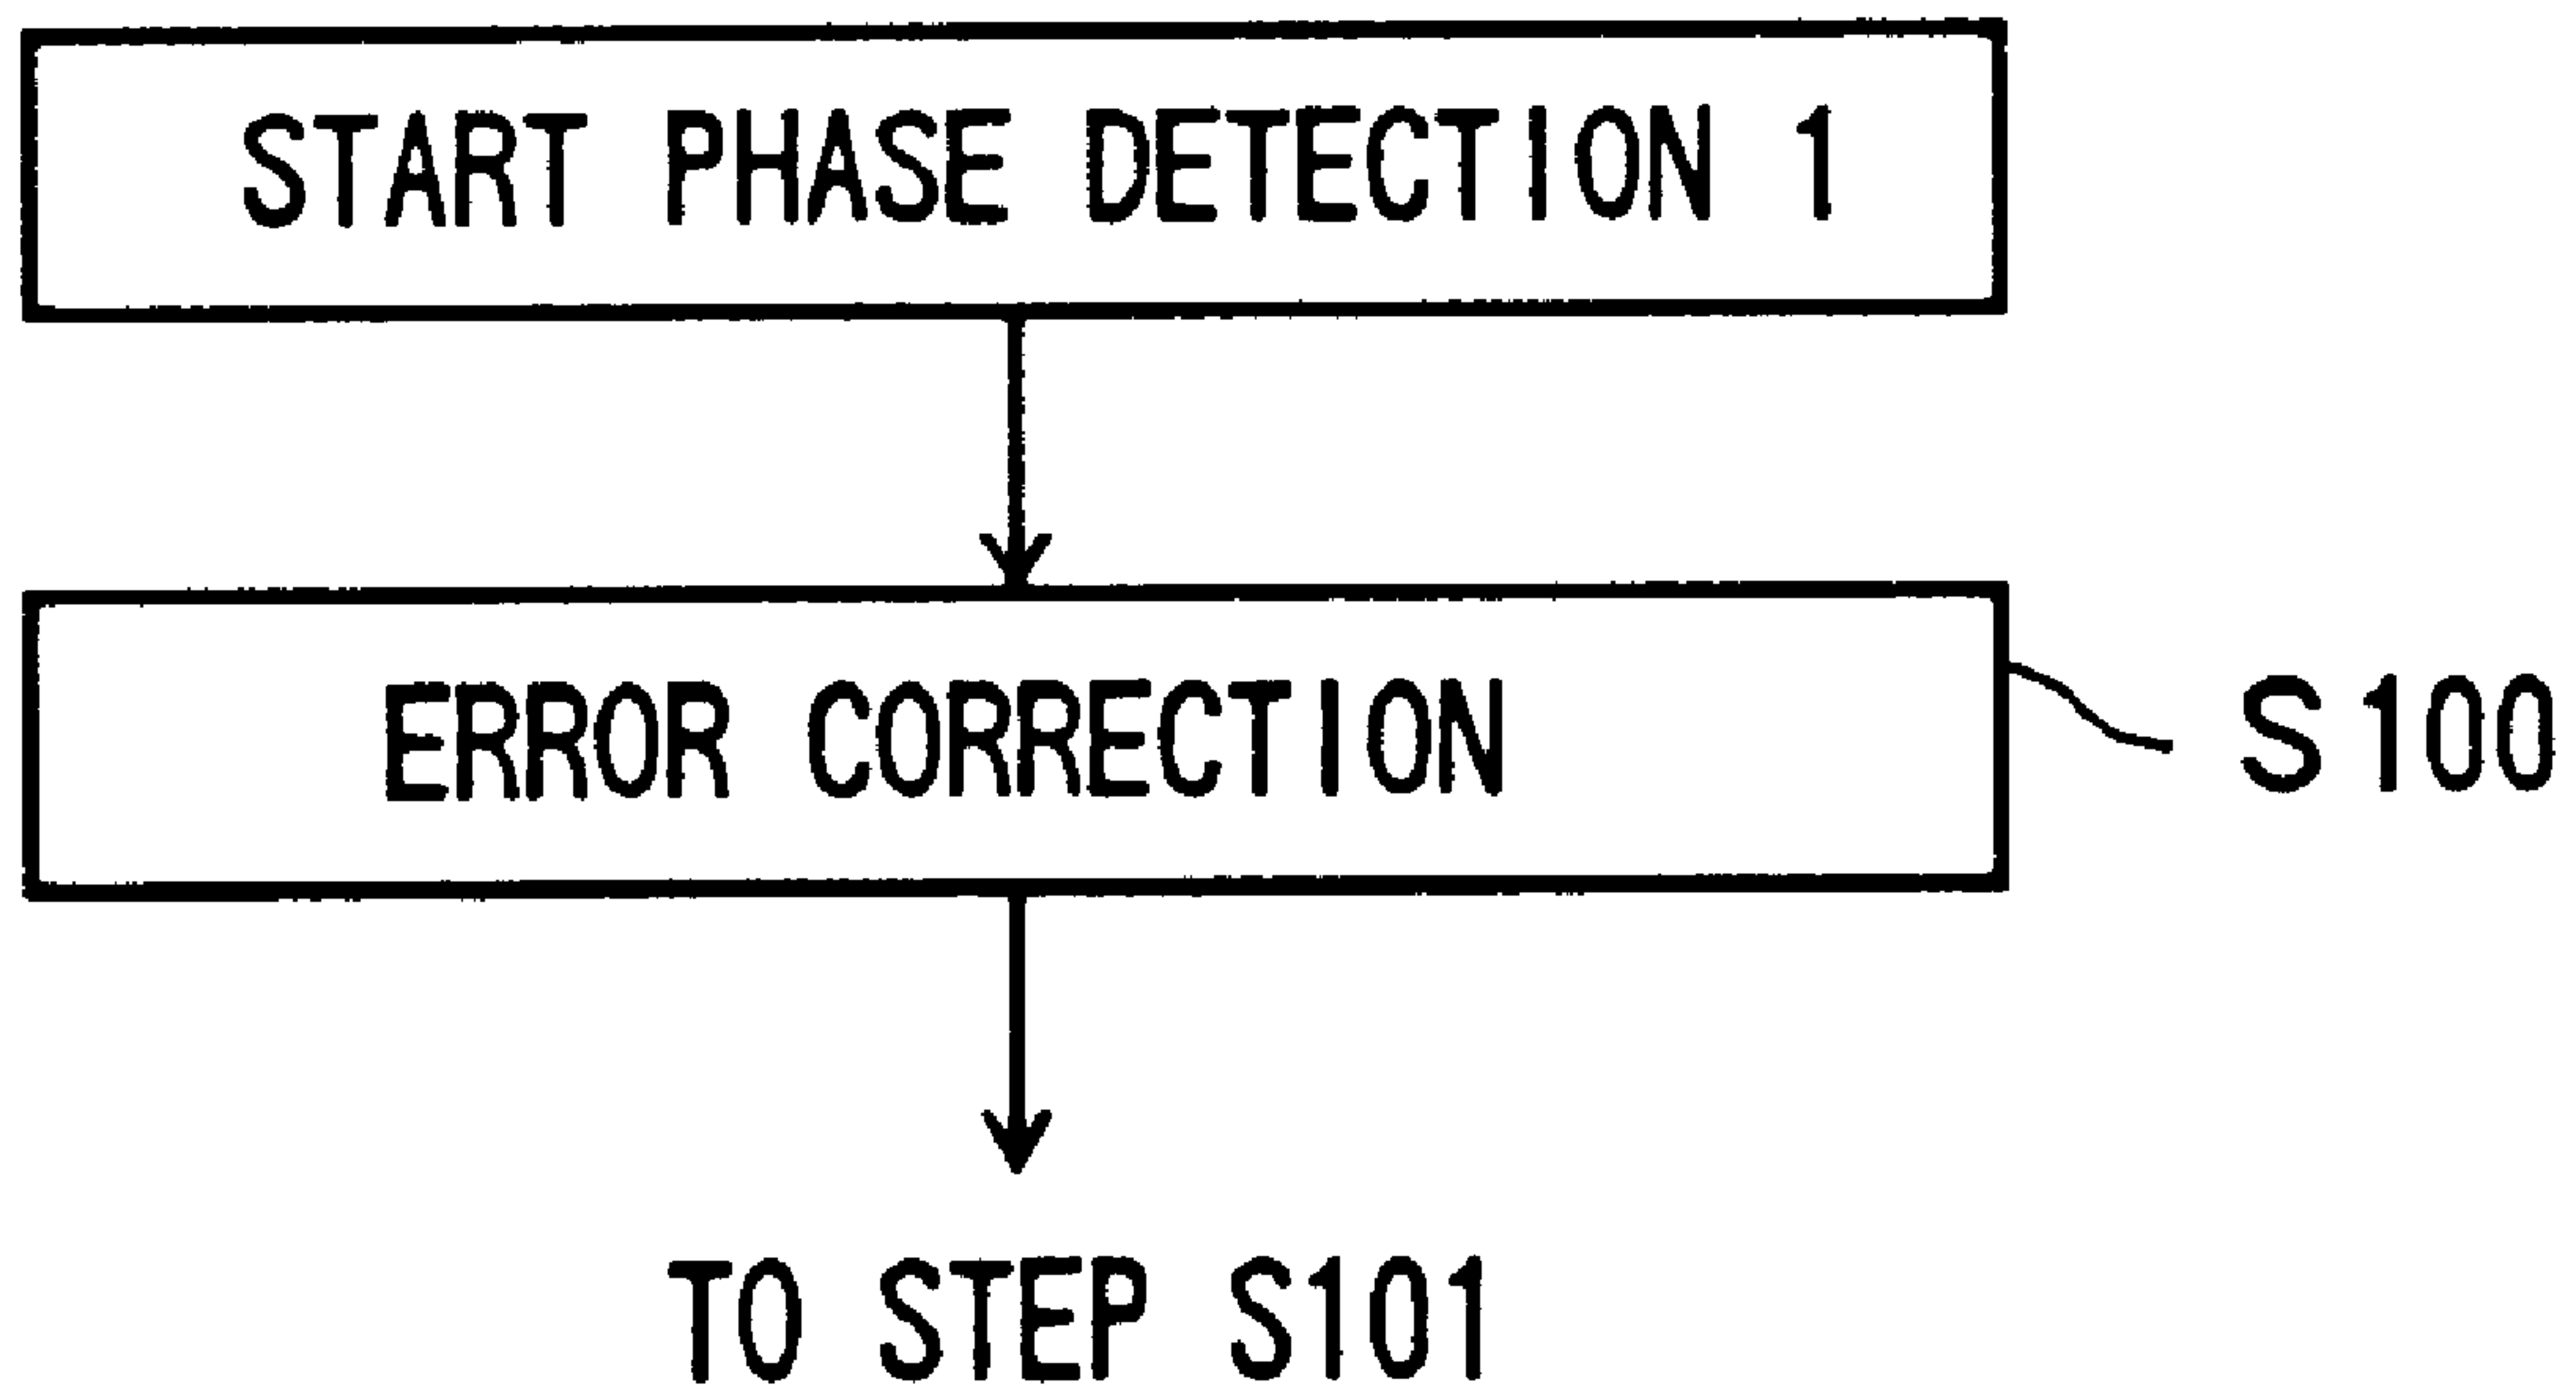 START PHASE DETECTION 1
ERROR CORRECTION
S100
TO STEP S101